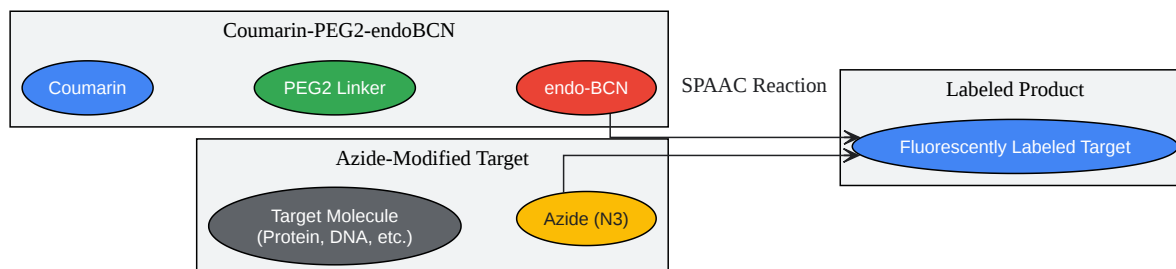 Coumarin-PEG2-endoBCN
Coumarin
PEG2 Linker
endo-BCN
SPAAC Reaction
Labeled Product
Fluorescently Labeled Target
Azide-Modified Target
Target Molecule
(Protein, DNA, etc.)
Azide (N3)